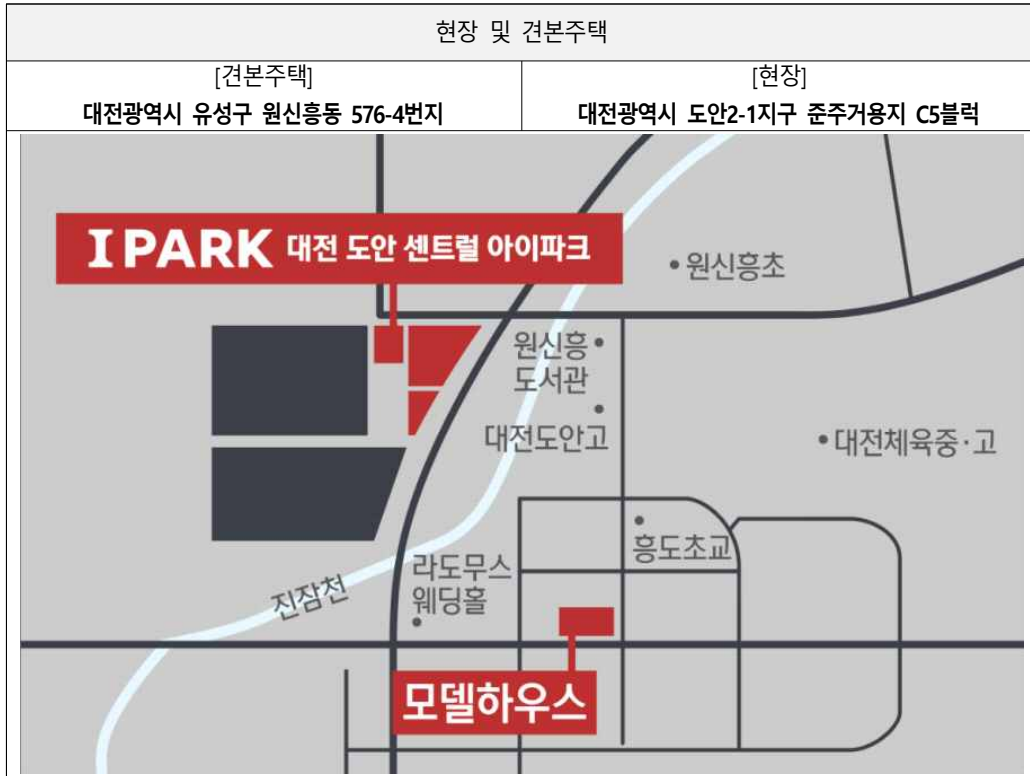 현장 및 견본주택
[견본주택]
대전광역시 유성구 원신흥동 576-4번지
[현장]
대전광역시 도안2-1지구 준주거용지 C5블럭
I PARK 대전 도안 센트럴 아이파크
•원신흥초
원신흥•
도서관
대전도안고
•대전체육중·고
흥도초교
라도무스
웨딩홀
진잠천
모델하우스